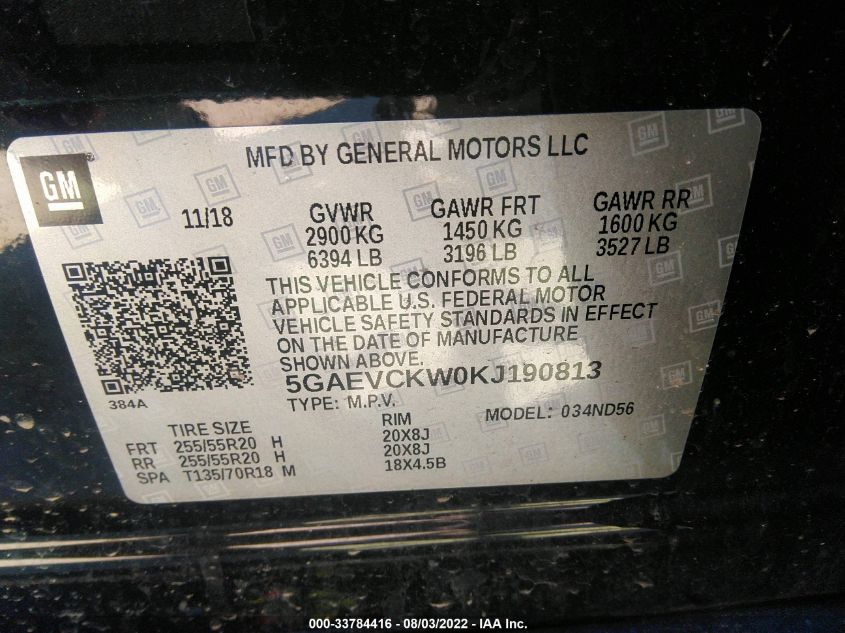 MFD BY GENERAL MOTORS LLC
GM
11/18
GVWR GAWR FRT GAWR RR
2900 KG 1450 KG 1600 KG
6394 LB 3196 LB 3527 LB
THIS VEHICLE CONFORMS TO ALL
APPLICABLE U.S. FEDERAL MOTOR
VEHICLE SAFETY STANDARDS IN EFFECT
ON THE DATE OF MANUFACTURE
SHOWN ABOVE.
384A
5GAEVCKW0KJ190813
TYPE: M.P.V. MODEL: 034ND56
TIRE SIZE RIM
FRT 255/55R20 H 20X8J
RR 255/55R20 H 20X8J
SPA T135/70R18 M 18X4.5B
000-33784416 - 08/03/2022 - IAA Inc.